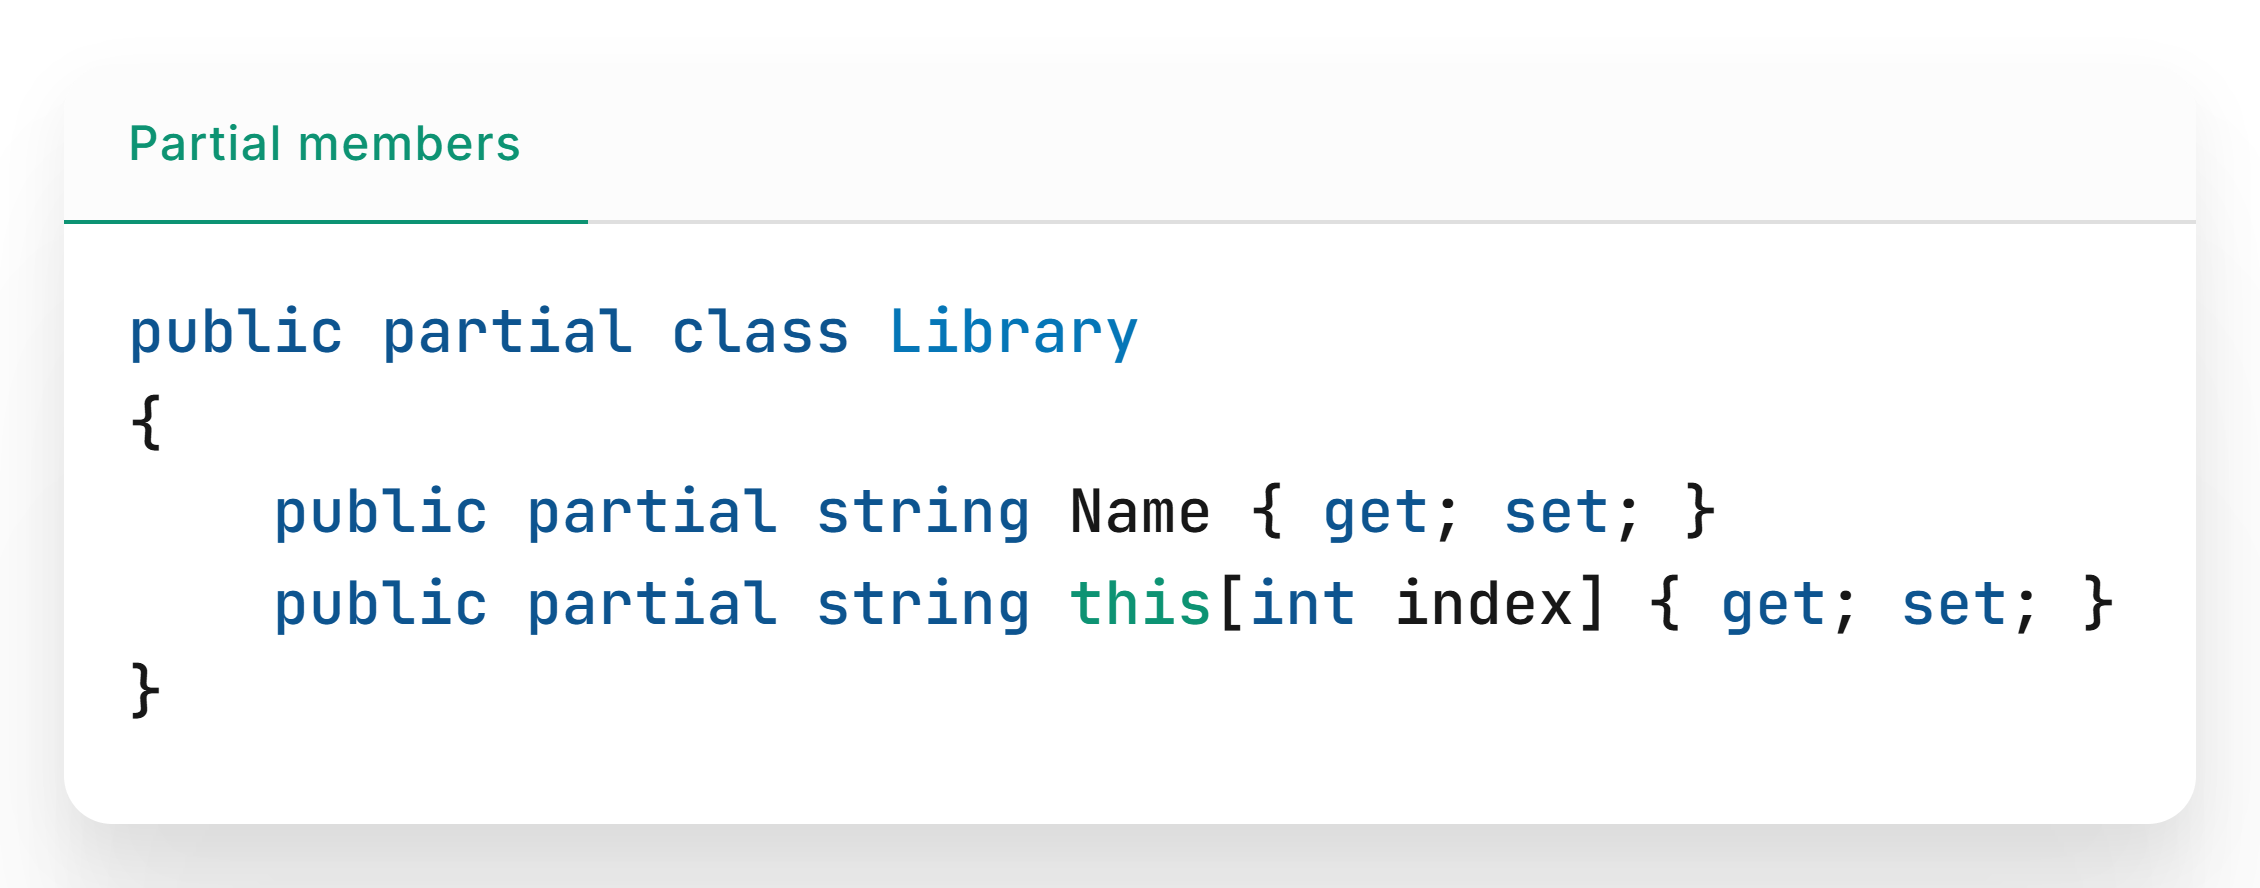 Partial members
public partial class Library
{
    public partial string Name { get; set; }
    public partial string this[int index] { get; set; }
}